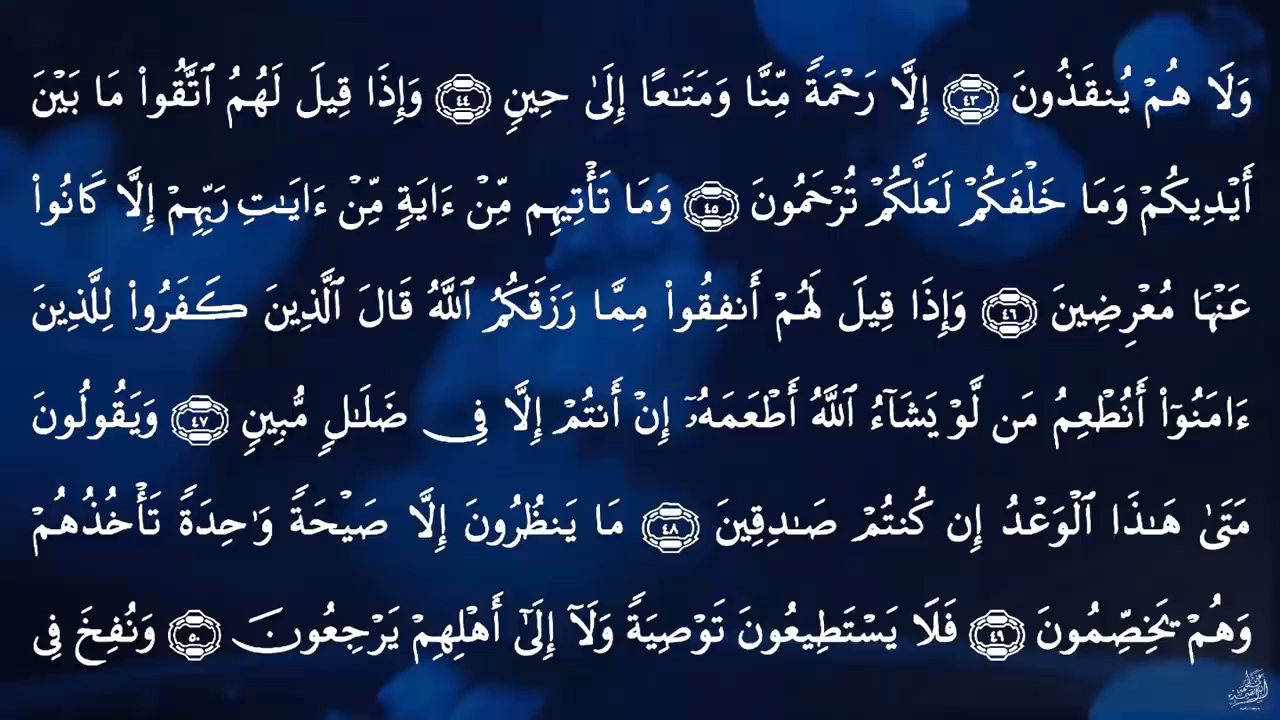 وَلَا هُمْ يُنقَذُونَ ٤٣ إِلَّا رَحْمَةً مِّنَّا وَمَتَـٰعًا إِلَىٰ حِينٍ ٤٤ وَإِذَا قِيلَ لَهُمُ ٱتَّقُوا۟ مَا بَيْنَ
أَيْدِيكُمْ وَمَا خَلْفَكُمْ لَعَلَّكُمْ تُرْحَمُونَ ٤٥ وَمَا تَأْتِيهِم مِّنْ ءَايَةٍ مِّنْ ءَايَـٰتِ رَبِّهِمْ إِلَّا كَانُوا۟
عَنْهَا مُعْرِضِينَ ٤٦ وَإِذَا قِيلَ لَهُمْ أَنفِقُوا۟ مِمَّا رَزَقَكُمُ ٱللَّهُ قَالَ ٱلَّذِينَ كَفَرُوا۟ لِلَّذِينَ
ءَامَنُوٓا۟ أَنُطْعِمُ مَن لَّوْ يَشَآءُ ٱللَّهُ أَطْعَمَهُۥٓ إِنْ أَنتُمْ إِلَّا فِى ضَلَـٰلٍ مُّبِينٍ ٤٧ وَيَقُولُونَ
مَتَىٰ هَـٰذَا ٱلْوَعْدُ إِن كُنتُمْ صَـٰدِقِينَ ٤٨ مَا يَنظُرُونَ إِلَّا صَيْحَةً وَٰحِدَةً تَأْخُذُهُمْ
وَهُمْ يَخِصِّمُونَ ٤٩ فَلَا يَسْتَطِيعُونَ تَوْصِيَةً وَلَآ إِلَىٰٓ أَهْلِهِمْ يَرْجِعُونَ ٥٠ وَنُفِخَ فِى